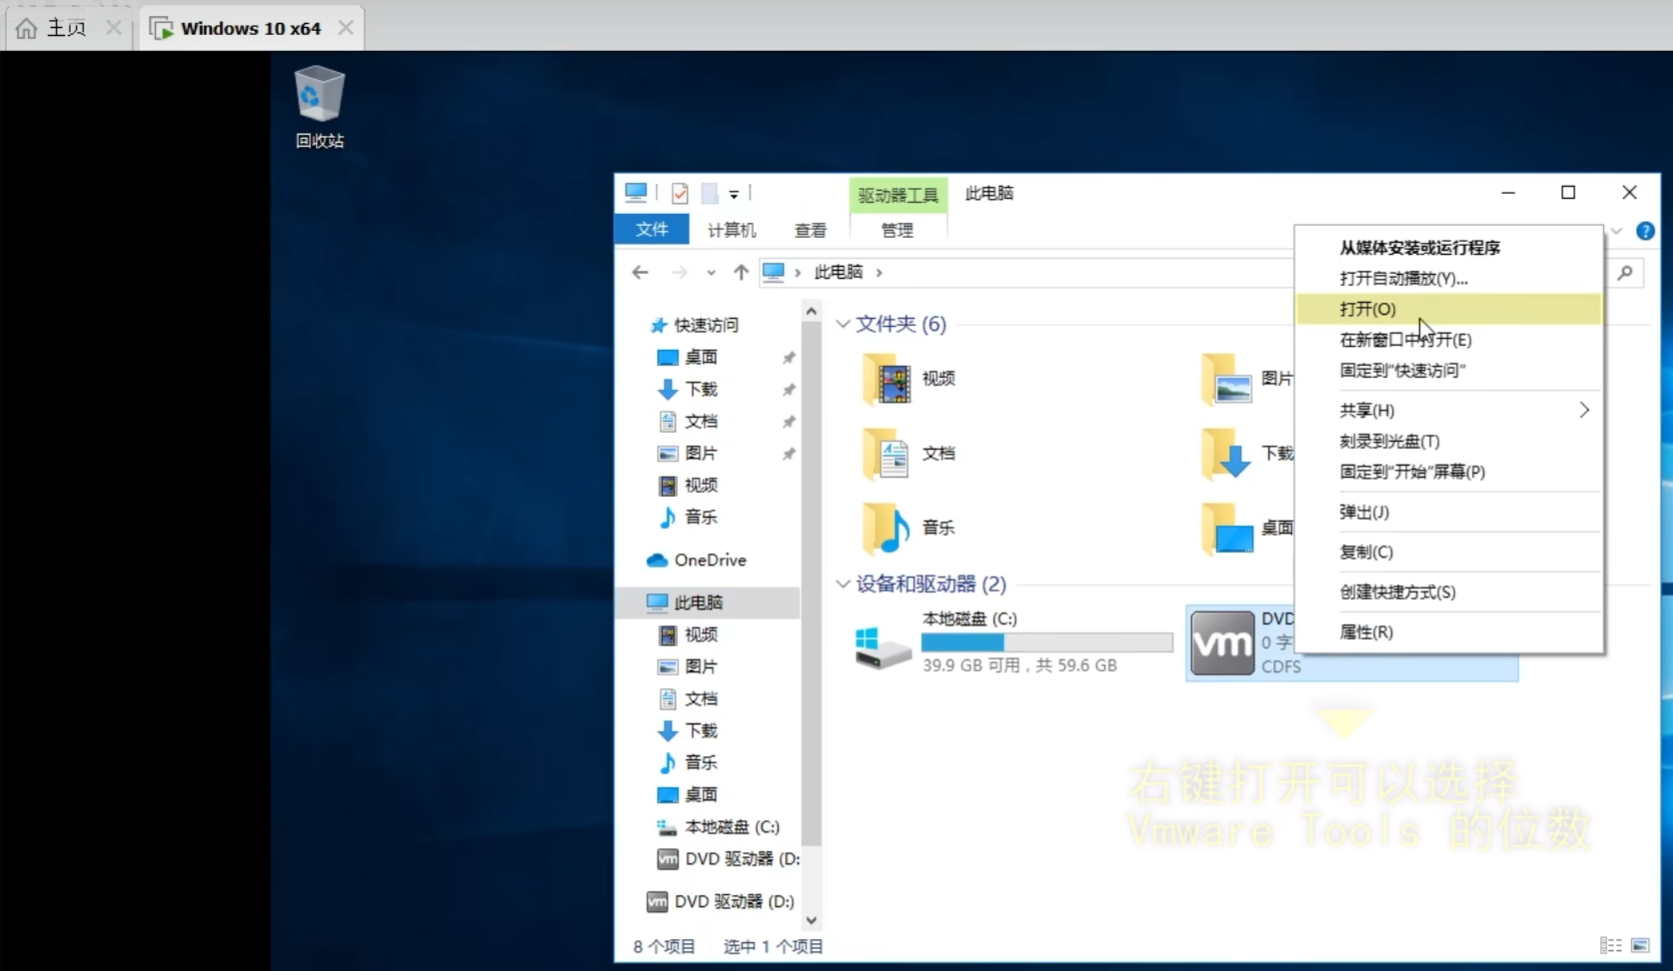 主页
Windows 10 x64
回收站
驱动器工具
此电脑
文件
计算机
查看
管理
此电脑
从媒体安装或运行程序
打开自动播放(Y)...
打开(O)
在新窗口中打开(E)
固定到"快速访问"
共享(H)
刻录到光盘(T)
固定到"开始"屏幕(P)
弹出(J)
复制(C)
创建快捷方式(S)
属性(R)
快速访问
桌面
下载
文档
图片
视频
音乐
OneDrive
此电脑
视频
图片
文档
下载
音乐
桌面
本地磁盘 (C:)
DVD 驱动器 (D:
DVD 驱动器 (D:)
文件夹 (6)
视频
图片
文档
下载
音乐
桌面
设备和驱动器 (2)
本地磁盘 (C:)
39.9 GB 可用，共 59.6 GB
vm
DVD
0 字
CDFS
右键打开可以选择
Vmware Tools 的位数
8 个项目
选中 1 个项目